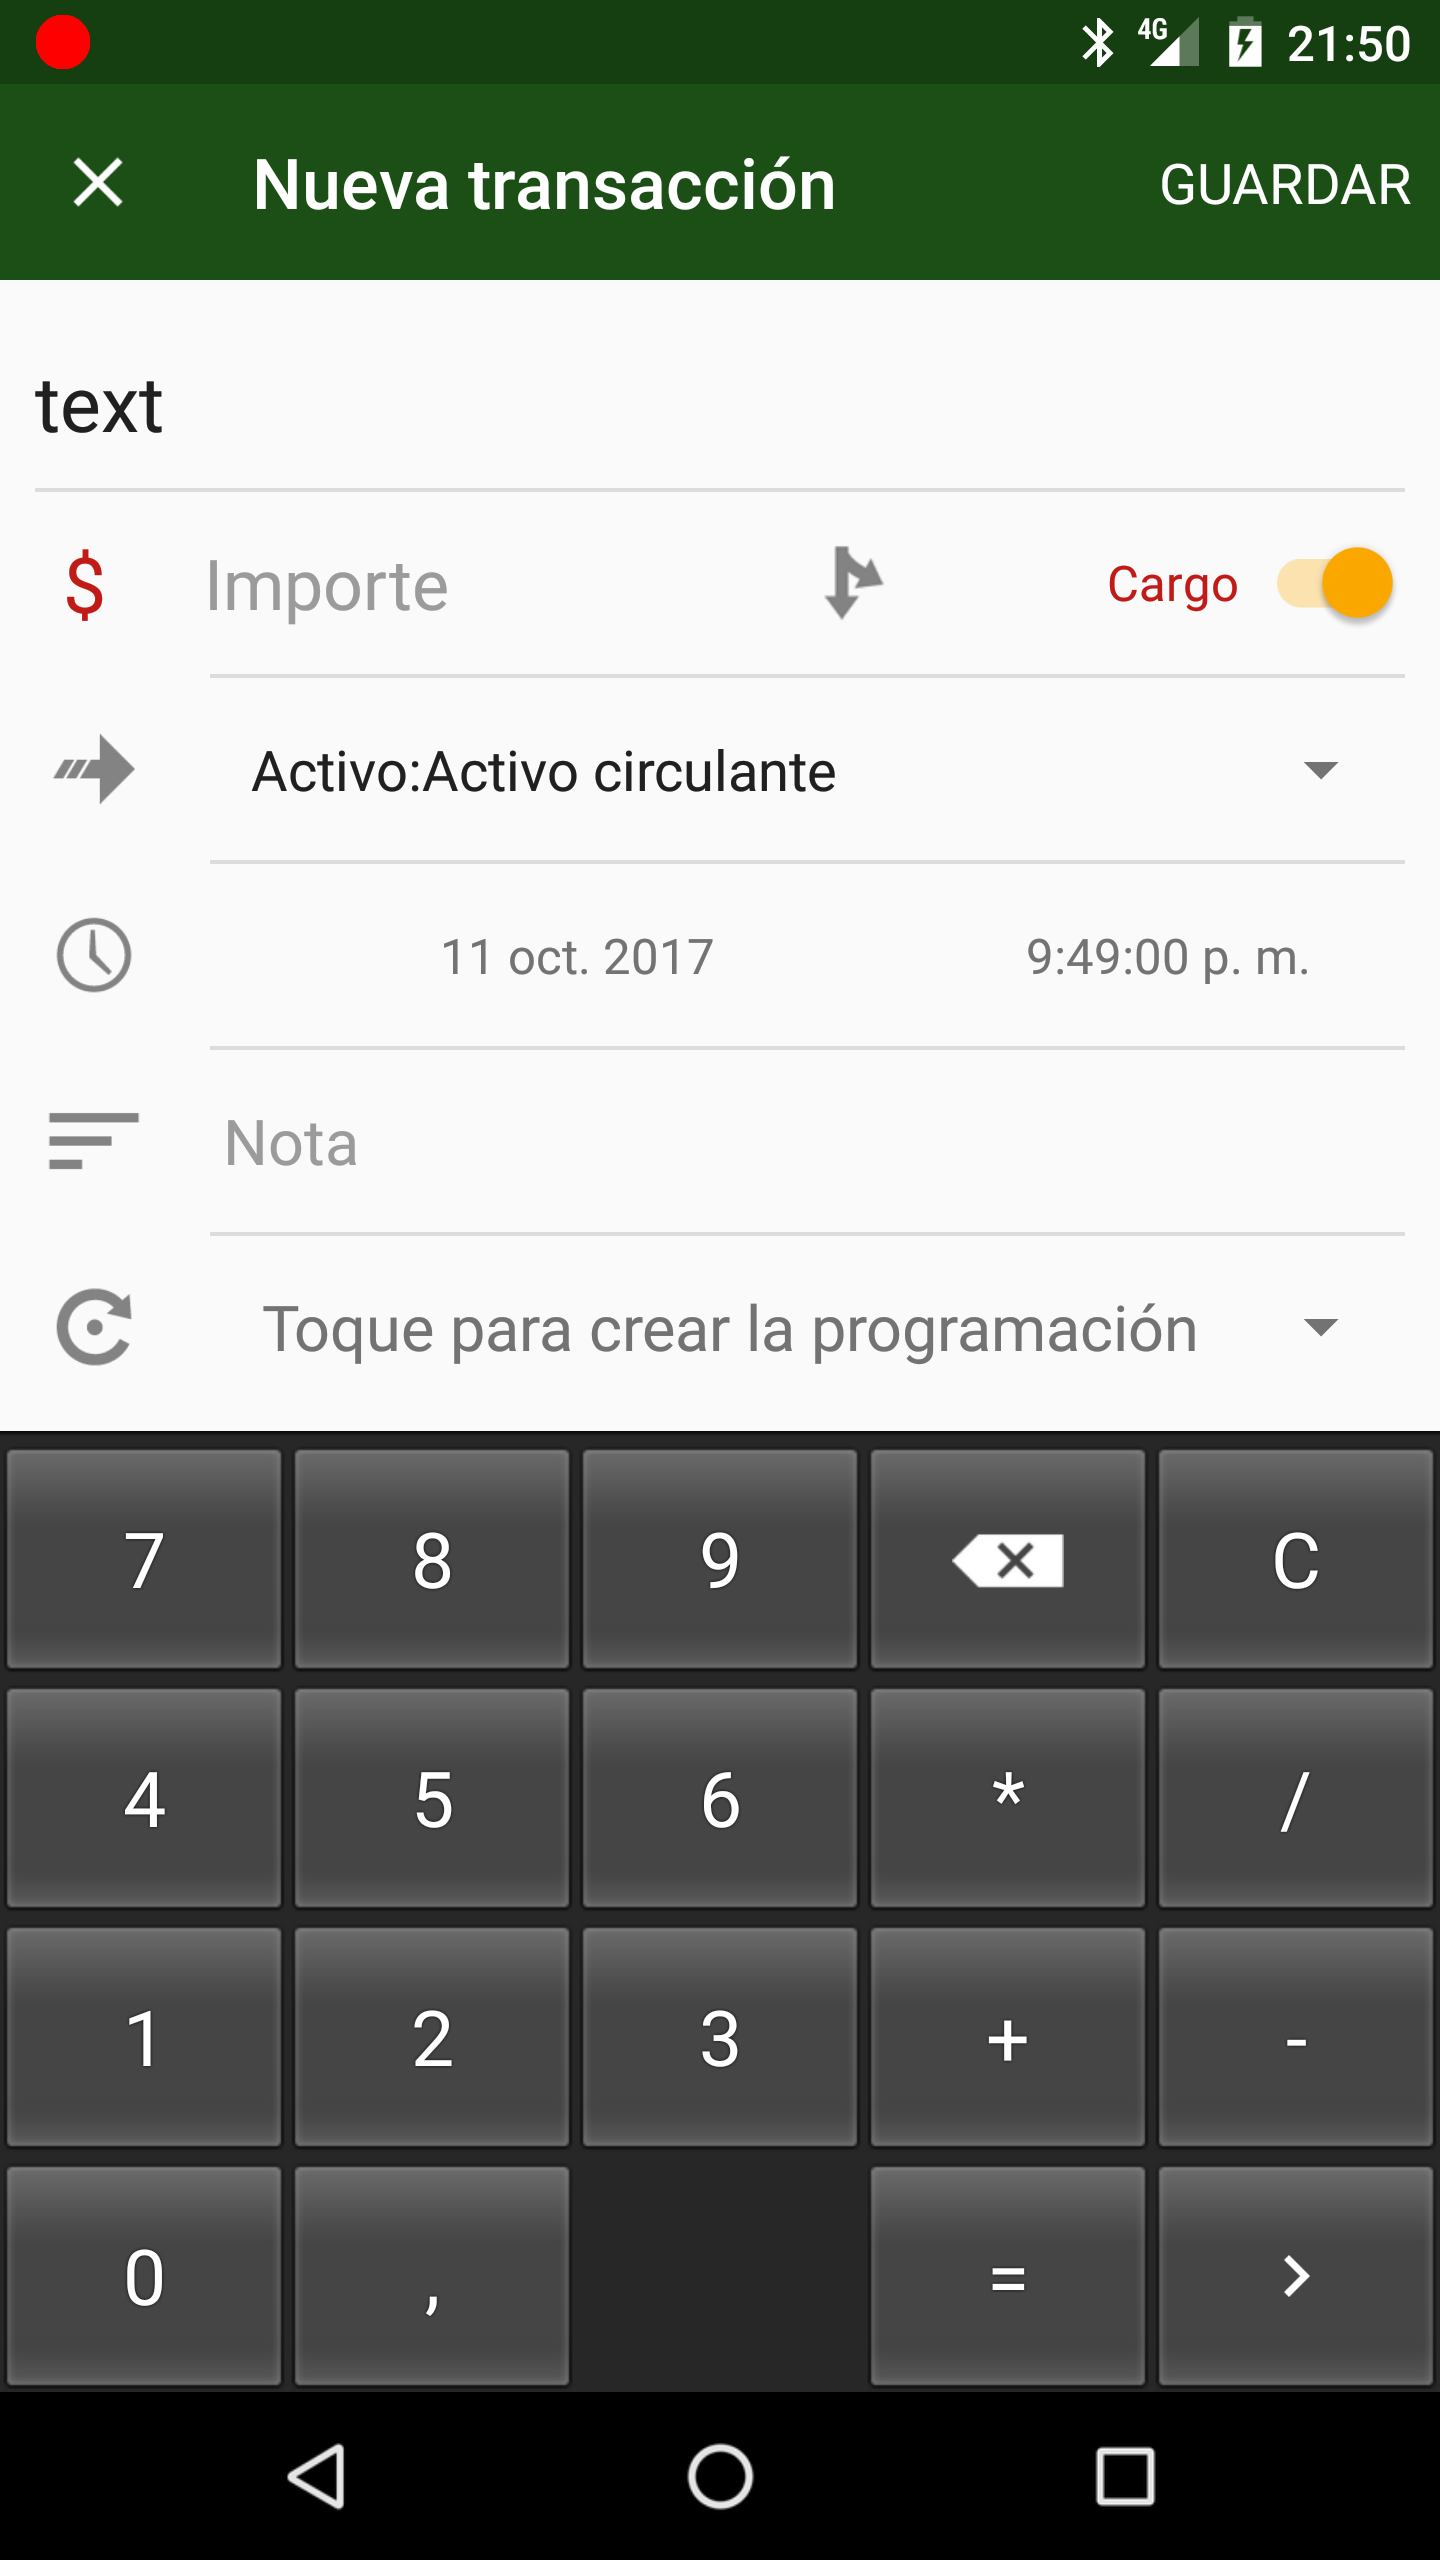 4G 21:50
Nueva transacción GUARDAR
text
$ Importe Cargo
Activo:Activo circulante
11 oct. 2017 9:49:00 p. m.
Nota
Toque para crear la programación
7 8 9 C
4 5 6 * /
1 2 3 + -
0 , = >